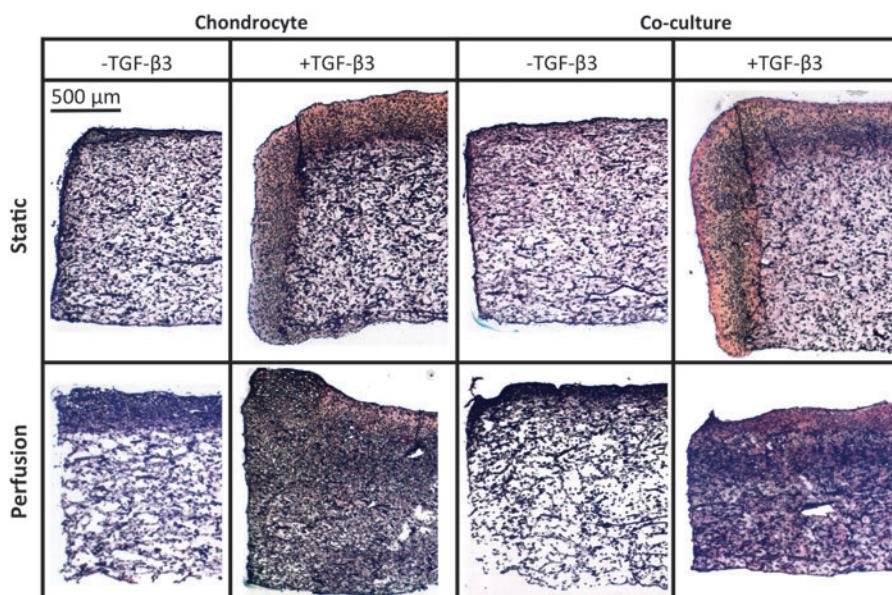 Chondrocyte Co-culture
-TGF-β3 +TGF-β3 -TGF-β3 +TGF-β3
500 μm
Static
Perfusion